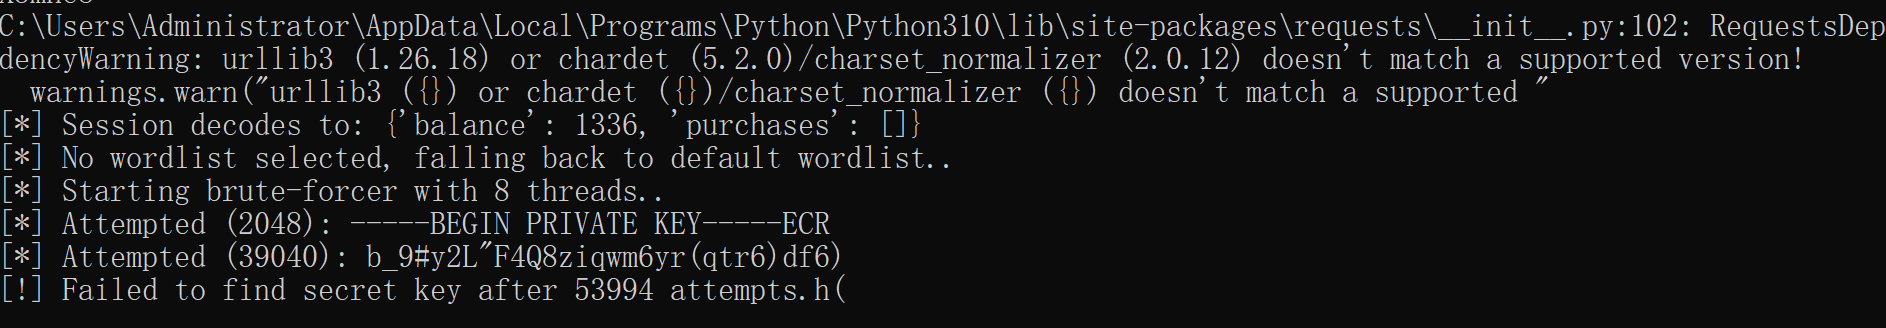 C:\Users\Administrator\AppData\Local\Programs\Python\Python310\lib\site-packages\requests\__init__.py:102: RequestsDep
dencyWarning: urllib3 (1.26.18) or chardet (5.2.0)/charset_normalizer (2.0.12) doesn't match a supported version!
  warnings.warn("urllib3 ({}) or chardet ({})/charset_normalizer ({}) doesn't match a supported "
[*] Session decodes to: {'balance': 1336, 'purchases': []}
[*] No wordlist selected, falling back to default wordlist..
[*] Starting brute-forcer with 8 threads..
[*] Attempted (2048): -----BEGIN PRIVATE KEY-----ECR
[*] Attempted (39040): b_9#y2L"F4Q8ziqwm6yr(qtr6)df6)
[!] Failed to find secret key after 53994 attempts.h(